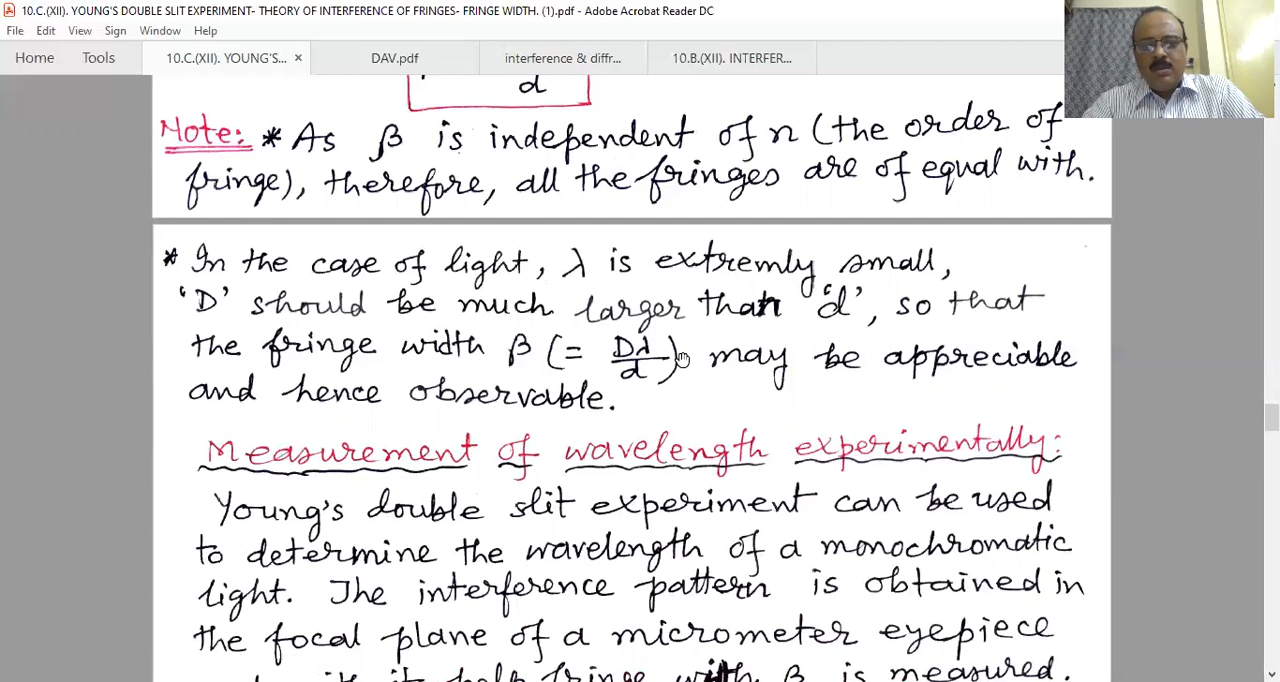 10.C.(XII). YOUNG'S DOUBLE SLIT EXPERIMENT- THEORY OF INTERFERENCE OF FRINGES- FRINGE WIDTH. (1).pdf - Adobe Acrobat Reader DC
File Edit View Sign Window Help
Home Tools 10.C.(XII). YOUNG'S... × DAV.pdf interference & diffr... 10.B.(XII). INTERFER...
d
Note: * As β is independent of n (the order of
fringe), therefore, all the fringes are of equal with.
* In the case of light, λ is extremly small,
'D' should be much larger than 'd', so that
the fringe width β (= Dλ/d) may be appreciable
and hence observable.
Measurement of wavelength experimentally:
Young's double slit experiment can be used
to determine the wavelength of a monochromatic
light. The interference pattern is obtained in
the focal plane of a micrometer eyepiece
fringe with β is measured.